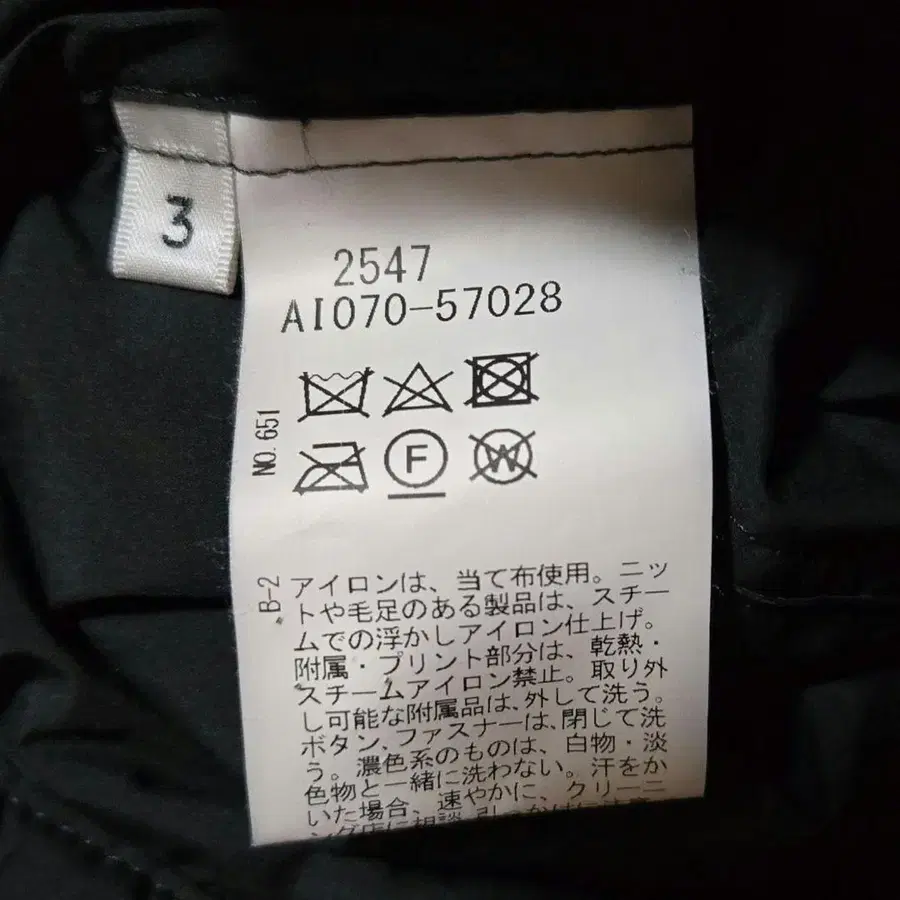 3
2547
AI070-57028
NO.651
F
W
B-2
アイロンは、当て布使用。ニッ
トや毛足のある製品は、スチー
ムでの浮かしアイロン仕上げ。
附属・プリント部分は、乾熱・
スチームアイロン禁止。取り外
し可能な附属品は、外して洗う。
ボタン、ファスナーは、閉じて洗
う。濃色系のものは、白物・淡
色物と一緒に洗わない。汗をか
いた場合、速やかに、クリーニ
ング店に相談